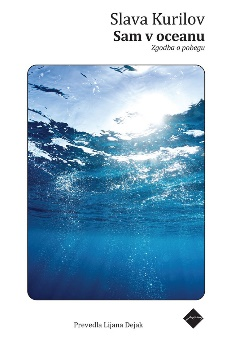 Slava Kurilov
Sam v oceanu
Zgodba o pobegu
Prevedla Lijana Dejak